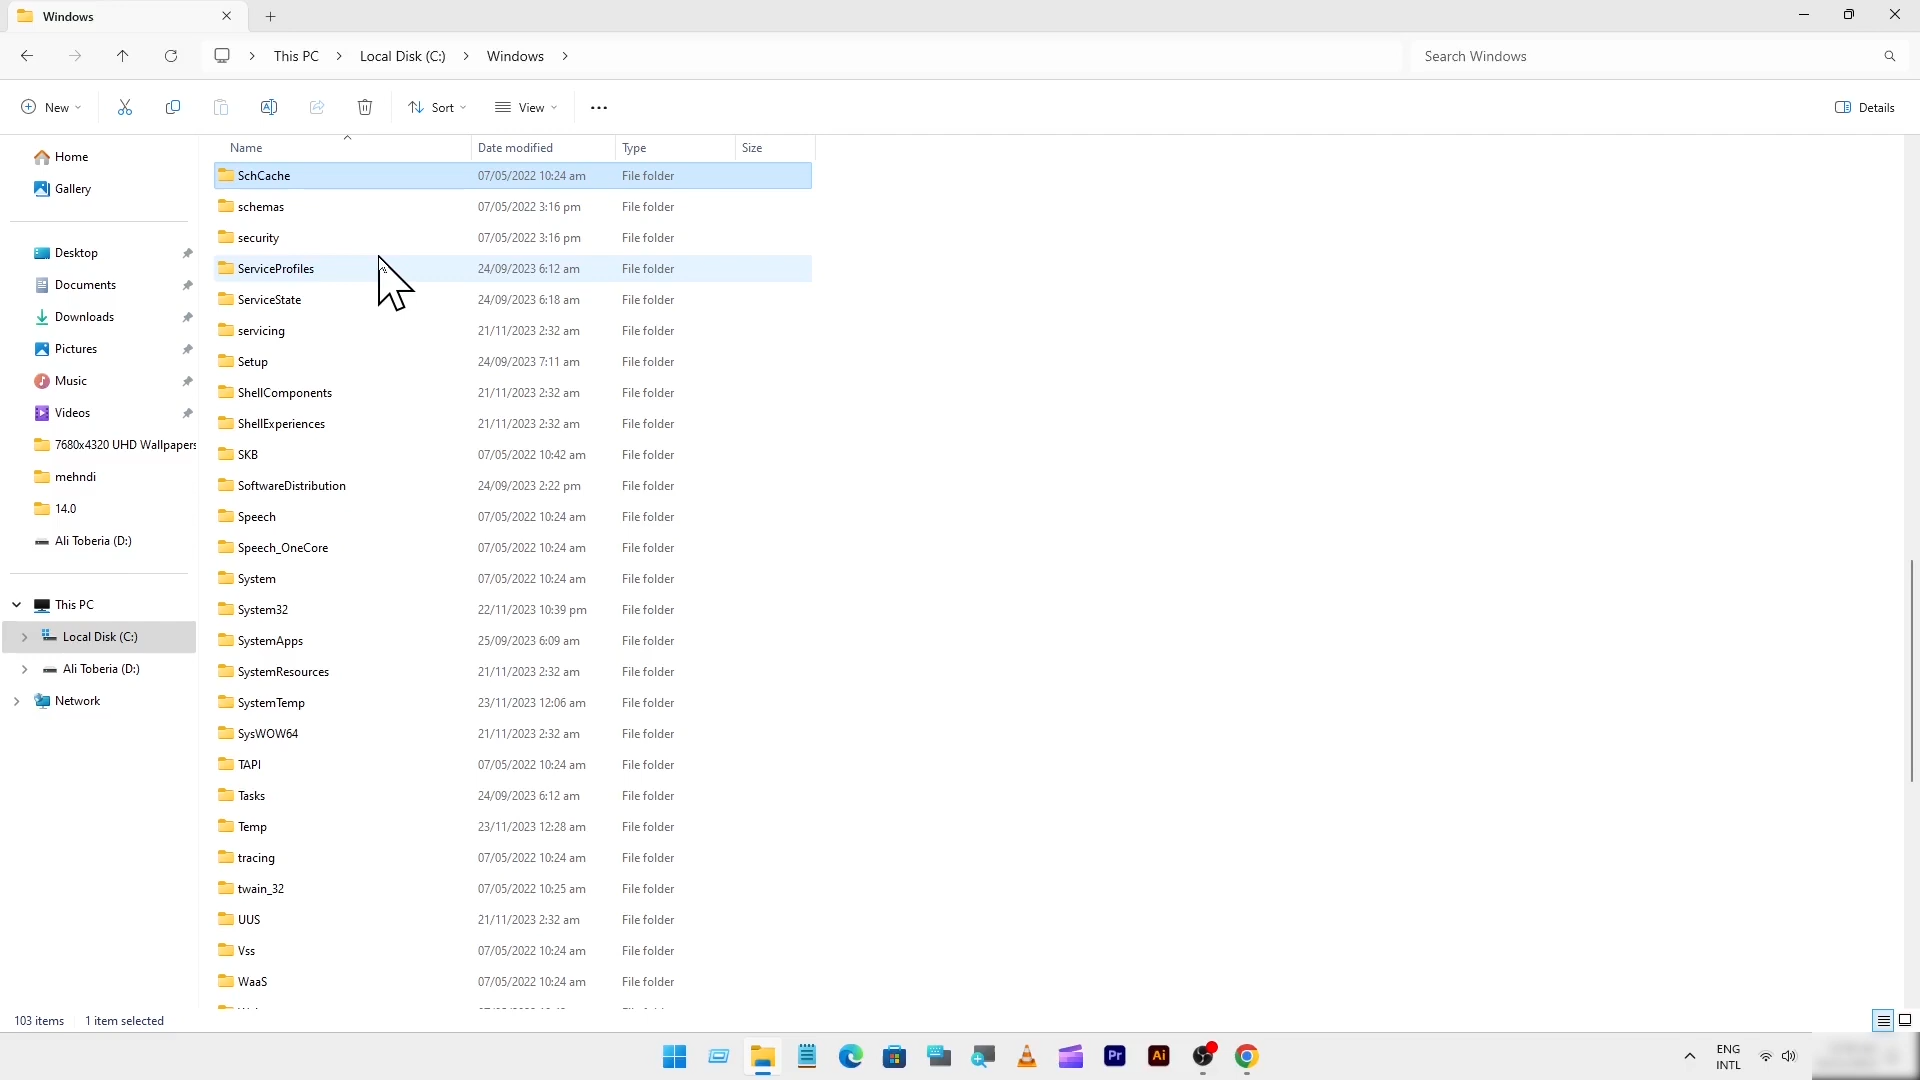 Windows
This PC > Local Disk (C:) > Windows >
Search Windows
New
Sort
View
Details
Home
Gallery
Desktop
Documents
Downloads
Pictures
Music
Videos
7680x4320 UHD Wallpapers
mehndi
14.0
Ali Toberia (D:)
This PC
Local Disk (C:)
Ali Toberia (D:)
Network
Name Date modified Type Size
SchCache 07/05/2022 10:24 am File folder
schemas 07/05/2022 3:16 pm File folder
security 07/05/2022 3:16 pm File folder
ServiceProfiles 24/09/2023 6:12 am File folder
ServiceState 24/09/2023 6:18 am File folder
servicing 21/11/2023 2:32 am File folder
Setup 24/09/2023 7:11 am File folder
ShellComponents 21/11/2023 2:32 am File folder
ShellExperiences 21/11/2023 2:32 am File folder
SKB 07/05/2022 10:42 am File folder
SoftwareDistribution 24/09/2023 2:22 pm File folder
Speech 07/05/2022 10:24 am File folder
Speech_OneCore 07/05/2022 10:24 am File folder
System 07/05/2022 10:24 am File folder
System32 22/11/2023 10:39 pm File folder
SystemApps 25/09/2023 6:09 am File folder
SystemResources 21/11/2023 2:32 am File folder
SystemTemp 23/11/2023 12:06 am File folder
SysWOW64 21/11/2023 2:32 am File folder
TAPI 07/05/2022 10:24 am File folder
Tasks 24/09/2023 6:12 am File folder
Temp 23/11/2023 12:28 am File folder
tracing 07/05/2022 10:24 am File folder
twain_32 07/05/2022 10:25 am File folder
UUS 21/11/2023 2:32 am File folder
Vss 07/05/2022 10:24 am File folder
WaaS 07/05/2022 10:24 am File folder
103 items 1 item selected
Pr
Ai
ENG
INTL